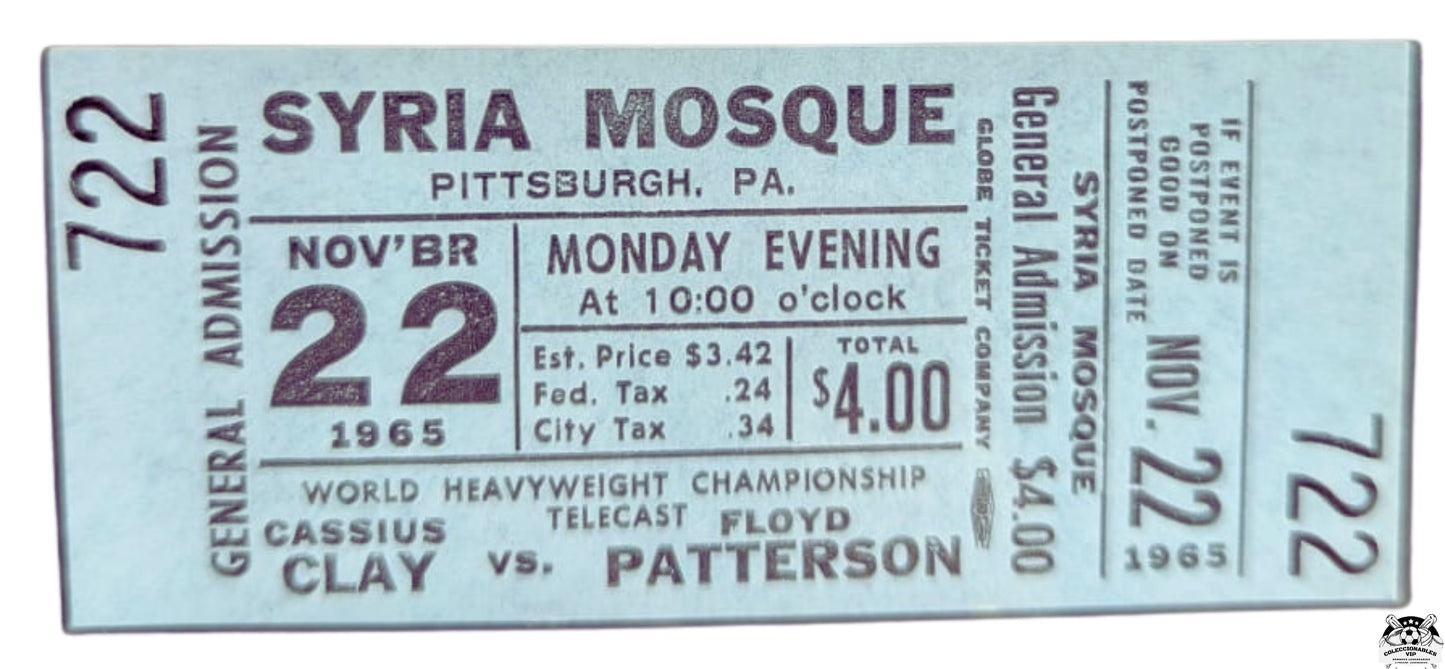 722
GENERAL ADMISSION
SYRIA MOSQUE
PITTSBURGH, PA.
NOV'BR
22
1965
MONDAY EVENING
At 10:00 o'clock
Est. Price $3.42
Fed. Tax .24
City Tax .34
TOTAL
$4.00
WORLD HEAVYWEIGHT CHAMPIONSHIP
TELECAST
CASSIUS
CLAY
vs.
FLOYD
PATTERSON
GLOBE TICKET COMPANY
General Admission $4.00
SYRIA MOSQUE
IF EVENT IS
POSTPONED
GOOD ON
POSTPONED DATE
NOV. 22
1965
722
COLECCIONABLES
VIP